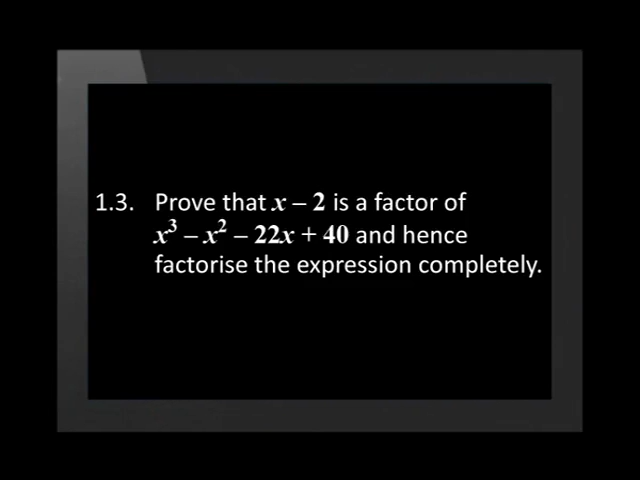 1.3. Prove that x – 2 is a factor of
x³ – x² – 22x + 40 and hence
factorise the expression completely.